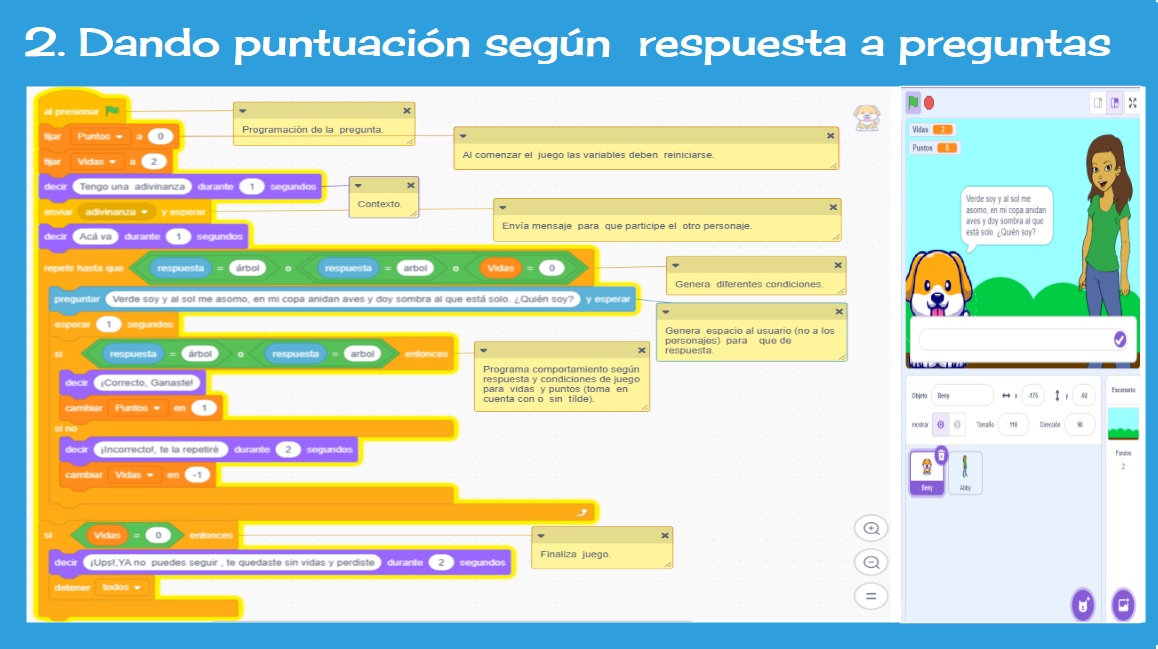 2. Dando puntuación según respuesta a preguntas
al presionar
Programación de la pregunta.
fijar Puntos a 0
Al comenzar el juego las variables deben reiniciarse.
fijar Vidas a 2
decir Tengo una adivinanza durante 1 segundos
Contexto.
enviar adivinanza y esperar
Envía mensaje para que participe el otro personaje.
decir Acá va durante 1 segundos
repetir hasta que respuesta = árbol o respuesta = arbol o Vidas = 0
Genera diferentes condiciones.
preguntar Verde soy y al sol me asomo, en mi copa anidan aves y doy sombra al que está solo. ¿Quién soy? y esperar
Genera espacio al usuario (no a los
personajes) para que de
respuesta.
esperar 1 segundos
si respuesta = árbol o respuesta = arbol entonces
Programa comportamiento según
respuesta y condiciones de juego
para vidas y puntos (toma en
cuenta con o sin tilde).
decir ¡Correcto, Ganaste!
cambiar Puntos en 1
si no
decir ¡Incorrecto!, te la repetiré durante 2 segundos
cambiar Vidas en -1
si Vidas = 0 entonces
Finaliza juego.
decir ¡Ups!,YA no puedes seguir , te quedaste sin vidas y perdiste durante 2 segundos
detener todos
Vidas 2
Puntos 0
Verde soy y al sol me
asomo, en mi copa anidan
aves y doy sombra al que
está solo. ¿Quién soy?
Objeto Beny x -175 y -92
mostrar Tamaño 110 Dirección 90
Beny
Abby
Escenario
Fondos
2